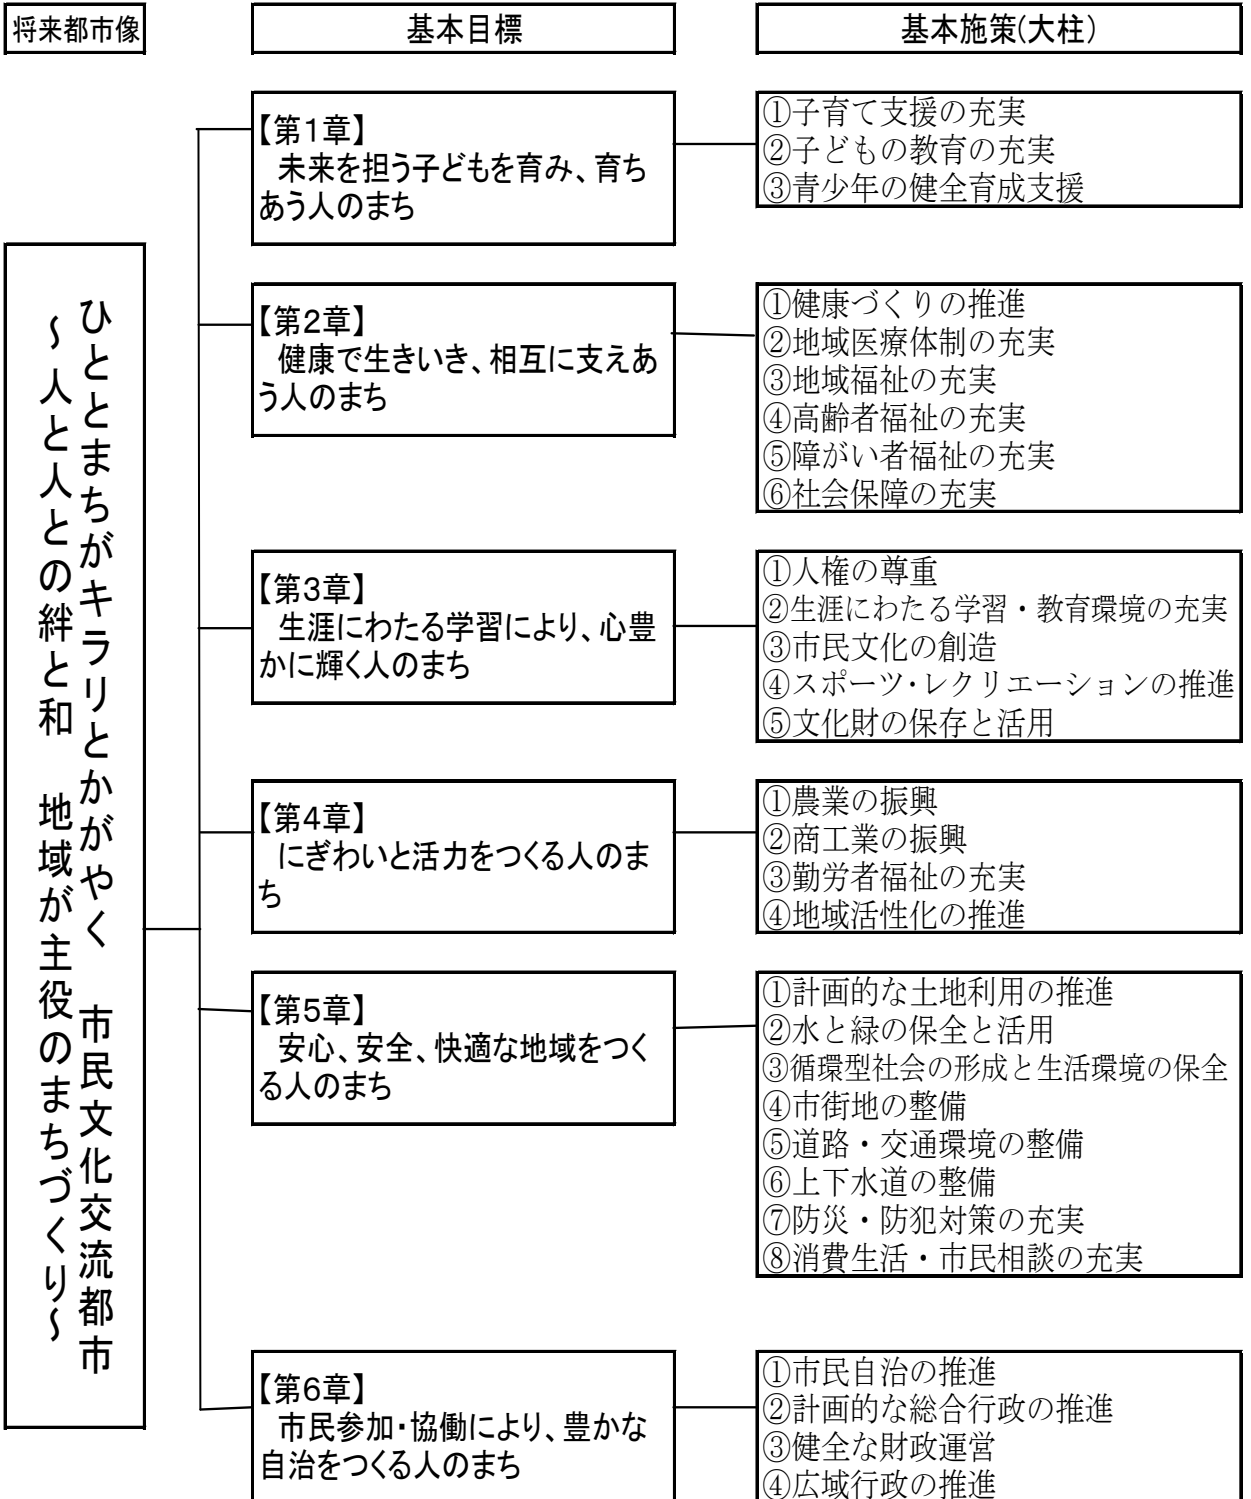 将来都市像
基本目標
基本施策(大柱)
ひととまちがキラリとかがやく　市民文化交流都市
～人と人との絆と和　地域が主役のまちづくり～
【第1章】
未来を担う子どもを育み、育ち
あう人のまち
①子育て支援の充実
②子どもの教育の充実
③青少年の健全育成支援
【第2章】
健康で生きいき、相互に支えあ
う人のまち
①健康づくりの推進
②地域医療体制の充実
③地域福祉の充実
④高齢者福祉の充実
⑤障がい者福祉の充実
⑥社会保障の充実
【第3章】
生涯にわたる学習により、心豊
かに輝く人のまち
①人権の尊重
②生涯にわたる学習・教育環境の充実
③市民文化の創造
④スポーツ・レクリエーションの推進
⑤文化財の保存と活用
【第4章】
にぎわいと活力をつくる人のま
ち
①農業の振興
②商工業の振興
③勤労者福祉の充実
④地域活性化の推進
【第5章】
安心、安全、快適な地域をつく
る人のまち
①計画的な土地利用の推進
②水と緑の保全と活用
③循環型社会の形成と生活環境の保全
④市街地の整備
⑤道路・交通環境の整備
⑥上下水道の整備
⑦防災・防犯対策の充実
⑧消費生活・市民相談の充実
【第6章】
市民参加・協働により、豊かな
自治をつくる人のまち
①市民自治の推進
②計画的な総合行政の推進
③健全な財政運営
④広域行政の推進